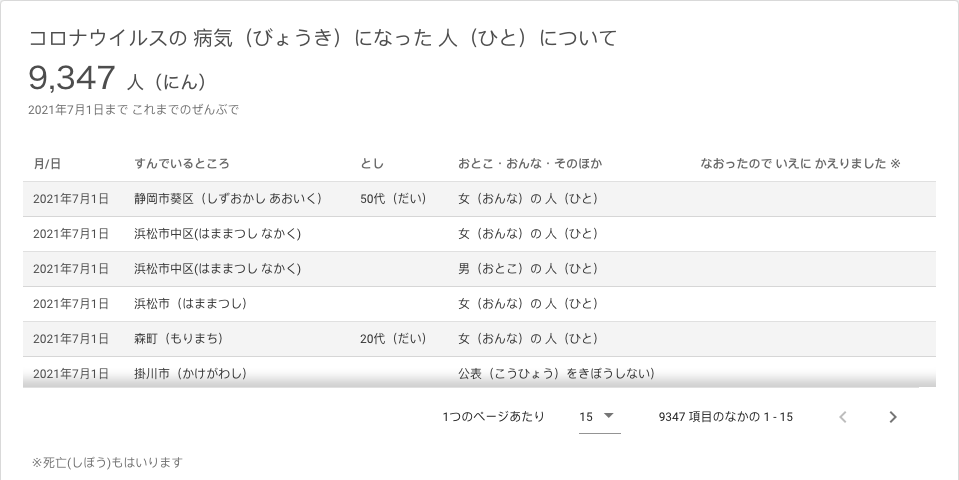 コロナウイルスの 病気（びょうき）になった 人（ひと）について
9,347 人（にん）
2021年7月1日まで これまでのぜんぶで
月/日 すんでいるところ とし おとこ・おんな・そのほか なおったので いえに かえりました ※
2021年7月1日 静岡市葵区（しずおかし あおいく） 50代（だい） 女（おんな）の 人（ひと）
2021年7月1日 浜松市中区(はままつし なかく) 女（おんな）の 人（ひと）
2021年7月1日 浜松市中区(はままつし なかく) 男（おとこ）の 人（ひと）
2021年7月1日 浜松市（はままつし） 女（おんな）の 人（ひと）
2021年7月1日 森町（もりまち） 20代（だい） 女（おんな）の 人（ひと）
2021年7月1日 掛川市（かけがわし） 公表（こうひょう）をきぼうしない）
1つのページあたり 15 9347 項目のなかの 1 - 15
※死亡(しぼう)もはいります